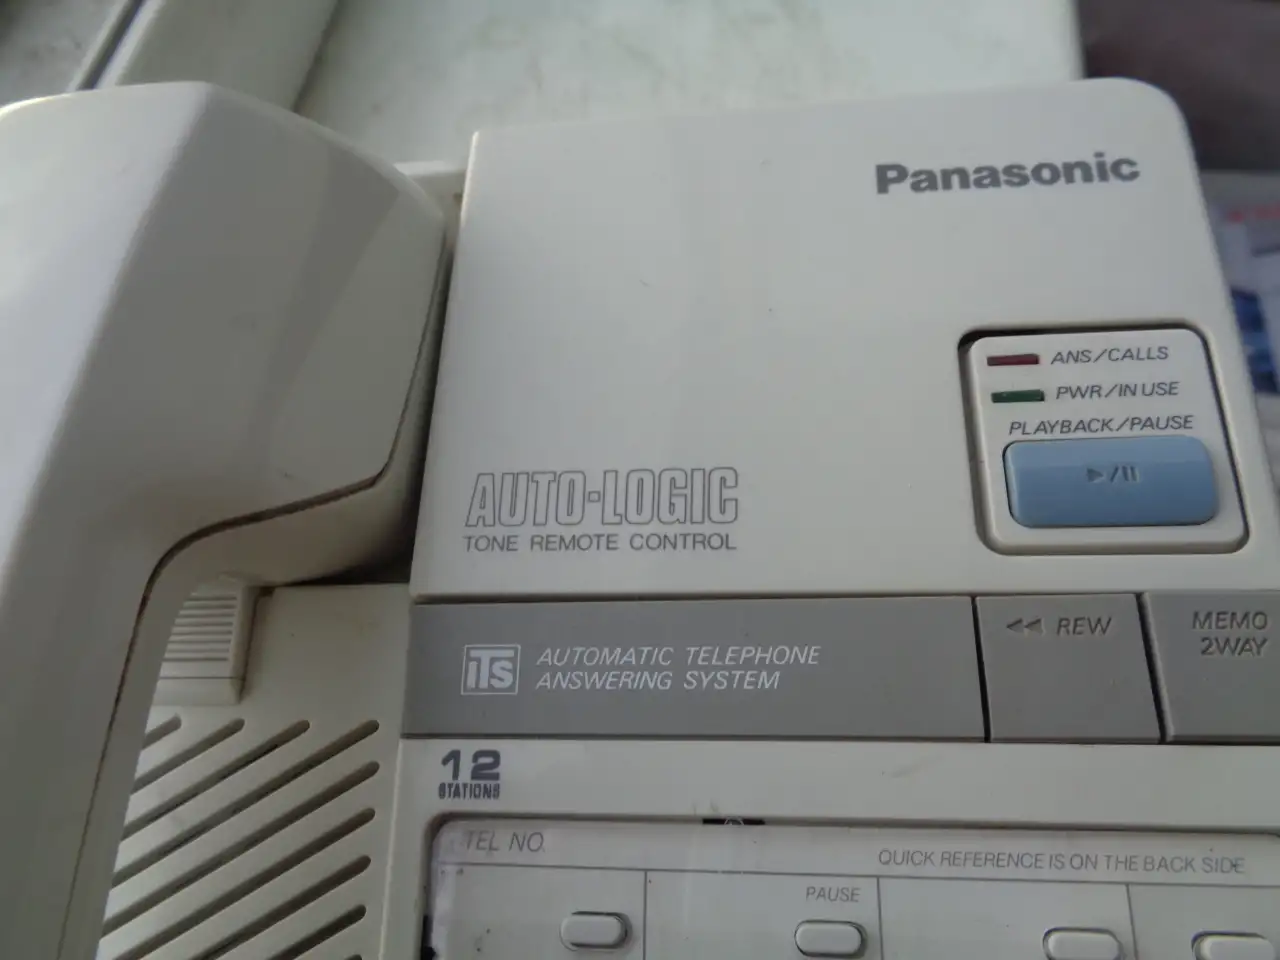 Panasonic
ANS/CALLS
PWR/IN USE
PLAYBACK/PAUSE
►/II
AUTO-LOGIC
TONE REMOTE CONTROL
iTS AUTOMATIC TELEPHONE
ANSWERING SYSTEM
◄◄ REW
MEMO
2WAY
12
STATIONS
TEL NO.
QUICK REFERENCE IS ON THE BACK SIDE
PAUSE